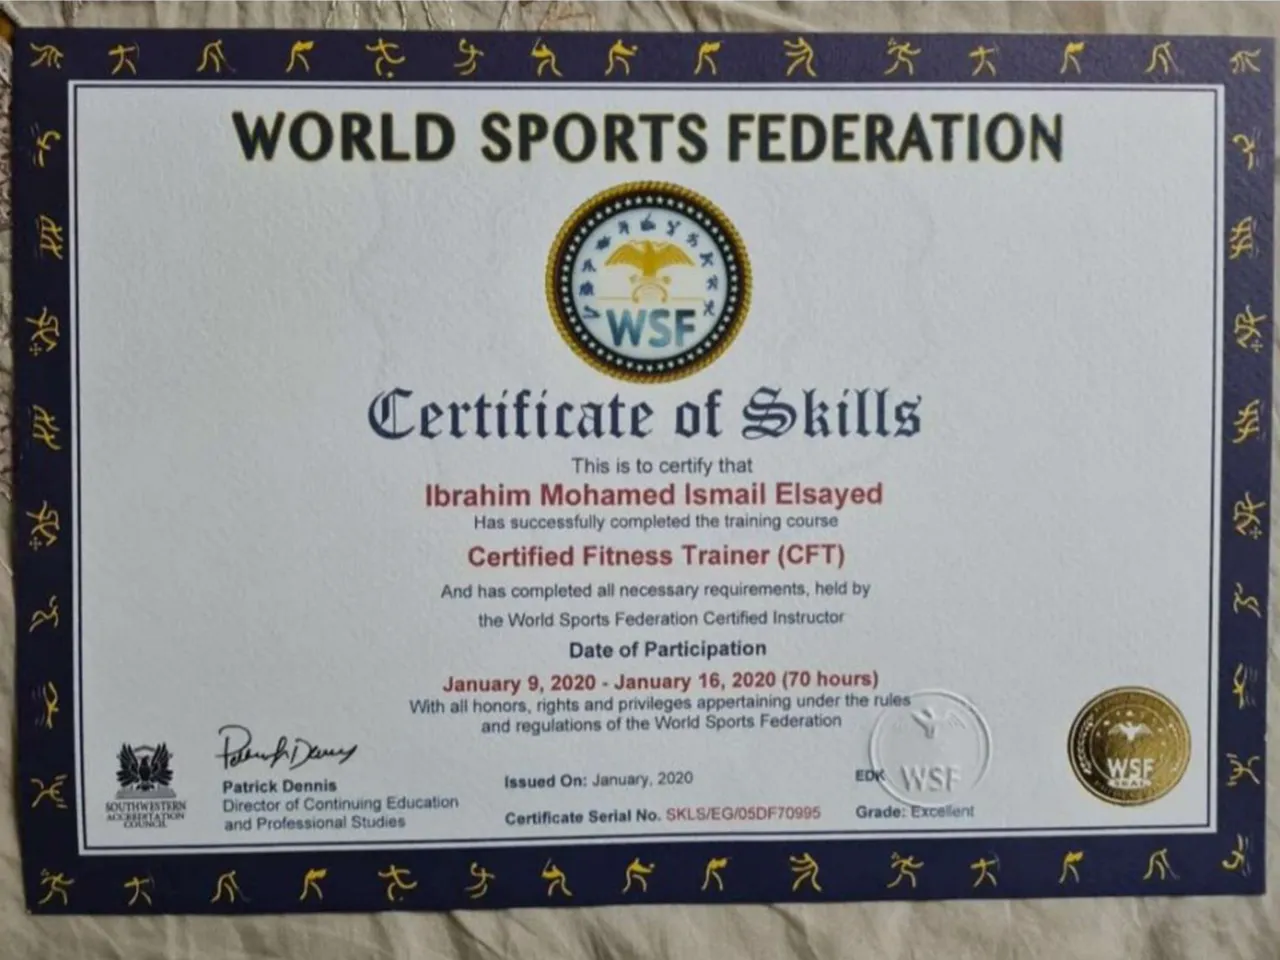 WORLD SPORTS FEDERATION
WSF
Certificate of Skills
This is to certify that
Ibrahim Mohamed Ismail Elsayed
Has successfully completed the training course
Certified Fitness Trainer (CFT)
And has completed all necessary requirements, held by
the World Sports Federation Certified Instructor
Date of Participation
January 9, 2020 - January 16, 2020 (70 hours)
With all honors, rights and privileges appertaining under the rules
and regulations of the World Sports Federation
Patrick Dennis
Director of Continuing Education
and Professional Studies
SOUTHWESTERN
ACCREDITATION
COUNCIL
Issued On: January, 2020
Certificate Serial No. SKLS/EG/05DF70995
EDK
WSF
Grade: Excellent
WSF